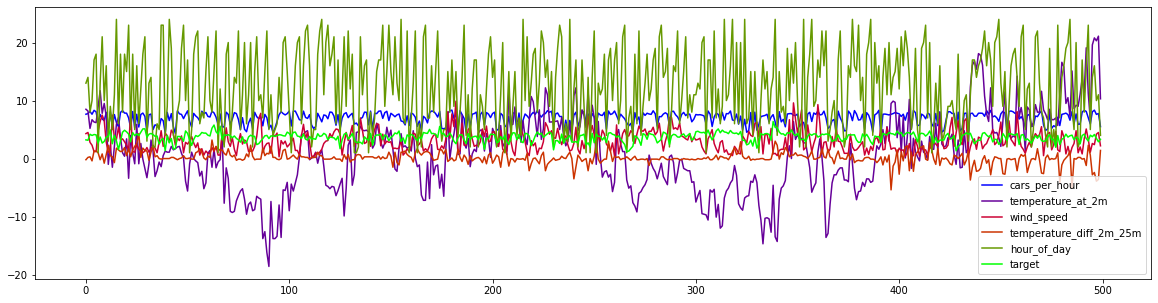 20
10
0
−10
−20
0
100
200
300
400
500
cars_per_hour
temperature_at_2m
wind_speed
temperature_diff_2m_25m
hour_of_day
target